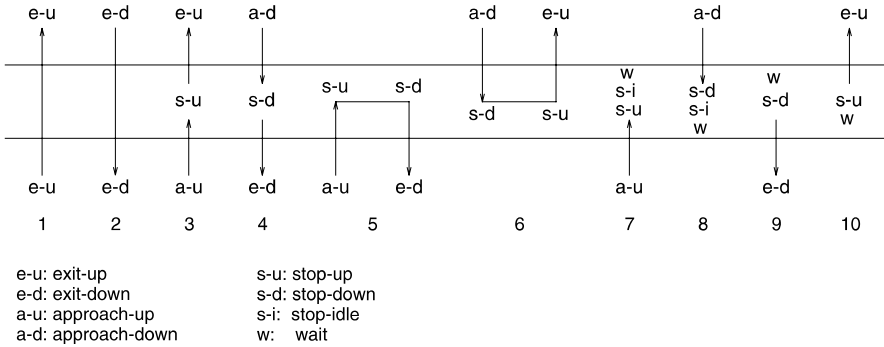 e-u e-d e-u a-d a-d e-u a-d e-u
w
s-u s-d s-i w
s-u s-d s-u s-d s-d s-u
s-d s-u s-u s-i w
w
e-u e-d a-u e-d a-u e-d a-u e-d
1 2 3 4 5 6 7 8 9 10
e-u: exit-up s-u: stop-up
e-d: exit-down s-d: stop-down
a-u: approach-up s-i: stop-idle
a-d: approach-down w: wait